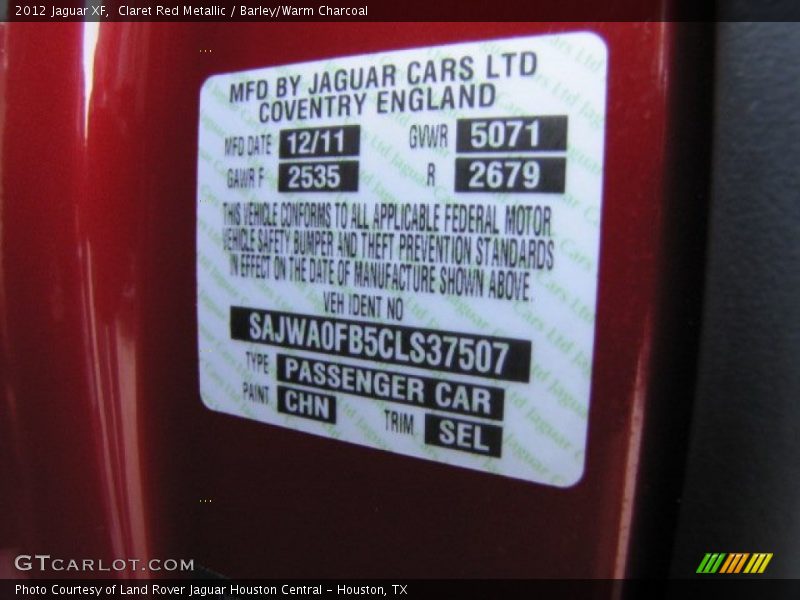 2012 Jaguar XF, Claret Red Metallic / Barley/Warm Charcoal
MFD BY JAGUAR CARS LTD
COVENTRY ENGLAND
MFD DATE 12/11 GVWR 5071
GAWR F 2535 R 2679
THIS VEHICLE CONFORMS TO ALL APPLICABLE FEDERAL MOTOR
VEHICLE SAFETY BUMPER AND THEFT PREVENTION STANDARDS
IN EFFECT ON THE DATE OF MANUFACTURE SHOWN ABOVE.
VEH IDENT NO
SAJWA0FB5CLS37507
TYPE PASSENGER CAR
PAINT CHN TRIM SEL
GTCARLOT.COM
Photo Courtesy of Land Rover Jaguar Houston Central - Houston, TX